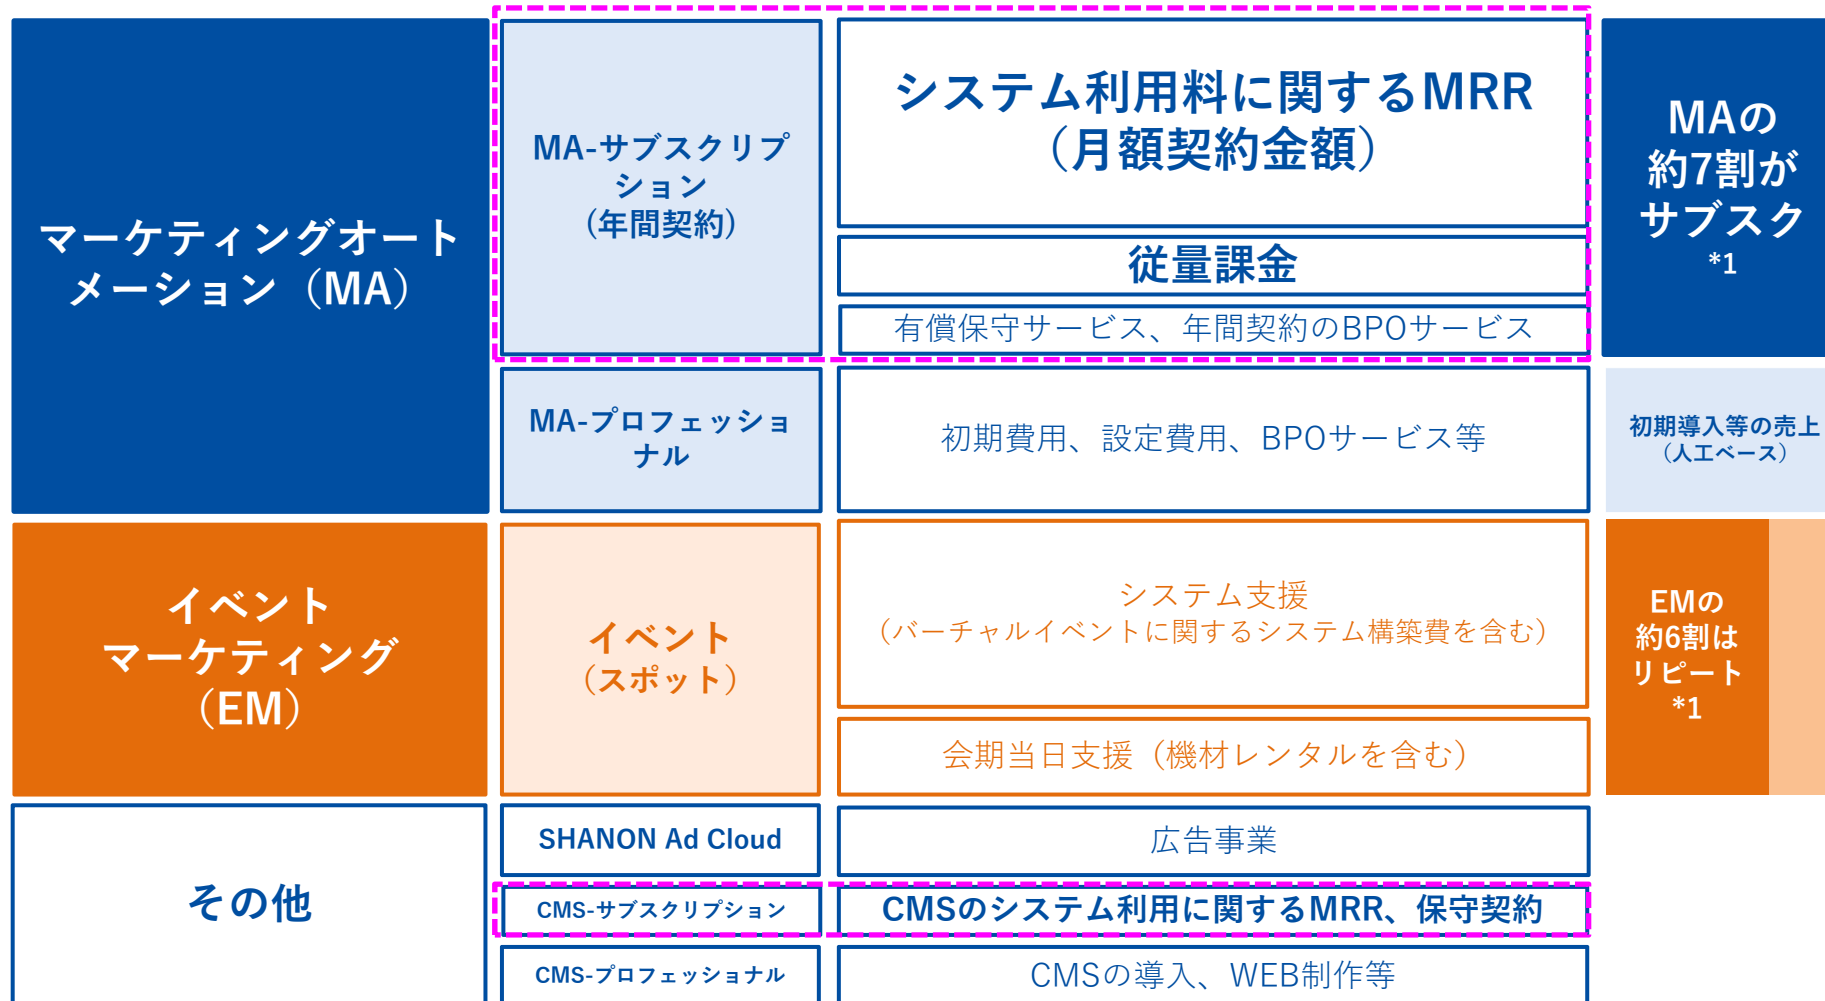 マーケティングオート
メーション（MA）
MA-サブスクリプ
ション
(年間契約)
システム利用料に関するMRR
（月額契約金額）
従量課金
有償保守サービス、年間契約のBPOサービス
MAの
約7割が
サブスク
*1
MA-プロフェッショ
ナル
初期費用、設定費用、BPOサービス等
初期導入等の売上
（人工ベース）
イベント
マーケティング
（EM）
イベント
（スポット）
システム支援
（バーチャルイベントに関するシステム構築費を含む）
会期当日支援（機材レンタルを含む）
EMの
約6割は
リピート
*1
その他
SHANON Ad Cloud
広告事業
CMS-サブスクリプション
CMSのシステム利用に関するMRR、保守契約
CMS-プロフェッショナル
CMSの導入、WEB制作等